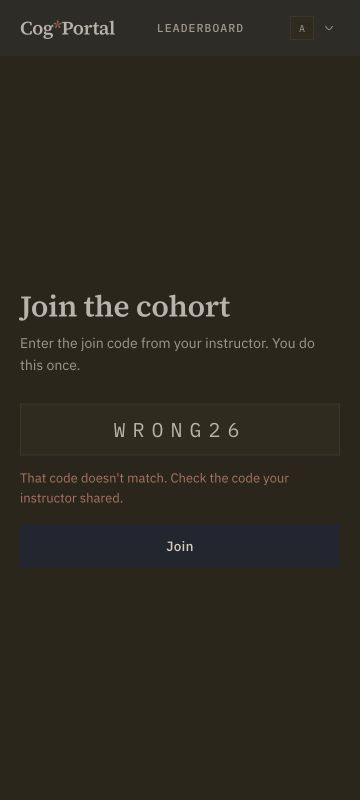 Cog*Portal
LEADERBOARD
A
Join the cohort
Enter the join code from your instructor. You do
this once.
WRONG26
That code doesn't match. Check the code your
instructor shared.
Join